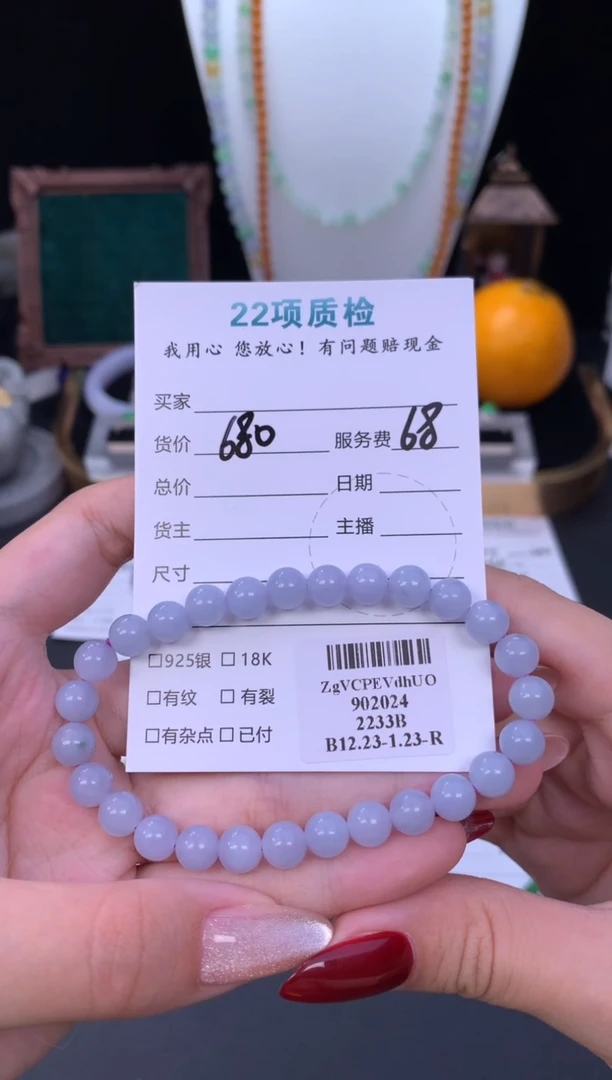 22项质检
我用心 您放心！有问题赔现金
买家
货价 680 服务费 68
总价 日期
货主 主播
尺寸
□925银 □ 18K
□有纹 □ 有裂
□有杂点 □ 已付
ZgVCPEVdhUO
902024
2233B
B12.23-1.23-R